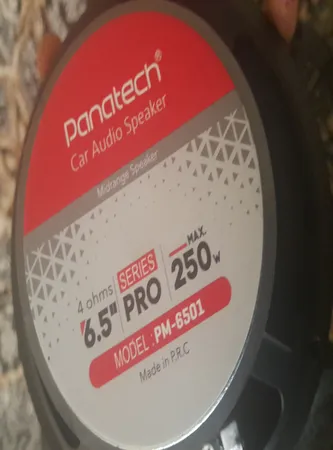 Panatech®
Car Audio Speaker
Midrange Speaker
4 ohms SERIES MAX.
6.5" PRO 250w
MODEL : PM-6501
Made in P.R.C